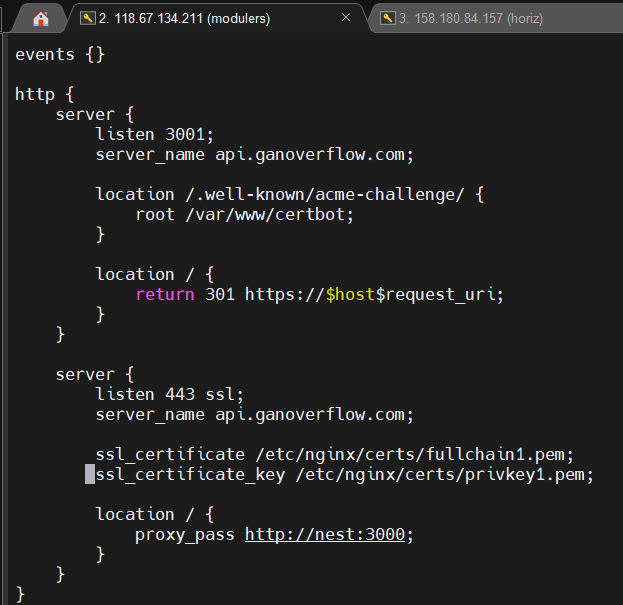 2. 118.67.134.211 (modulers)
3. 158.180.84.157 (horiz)
events {}
http {
server {
listen 3001;
server_name api.ganoverflow.com;
location /.well-known/acme-challenge/ {
root /var/www/certbot;
}
location / {
return 301 https://$host$request_uri;
}
}
server {
listen 443 ssl;
server_name api.ganoverflow.com;
ssl_certificate /etc/nginx/certs/fullchain1.pem;
ssl_certificate_key /etc/nginx/certs/privkey1.pem;
location / {
proxy_pass http://nest:3000;
}
}
}